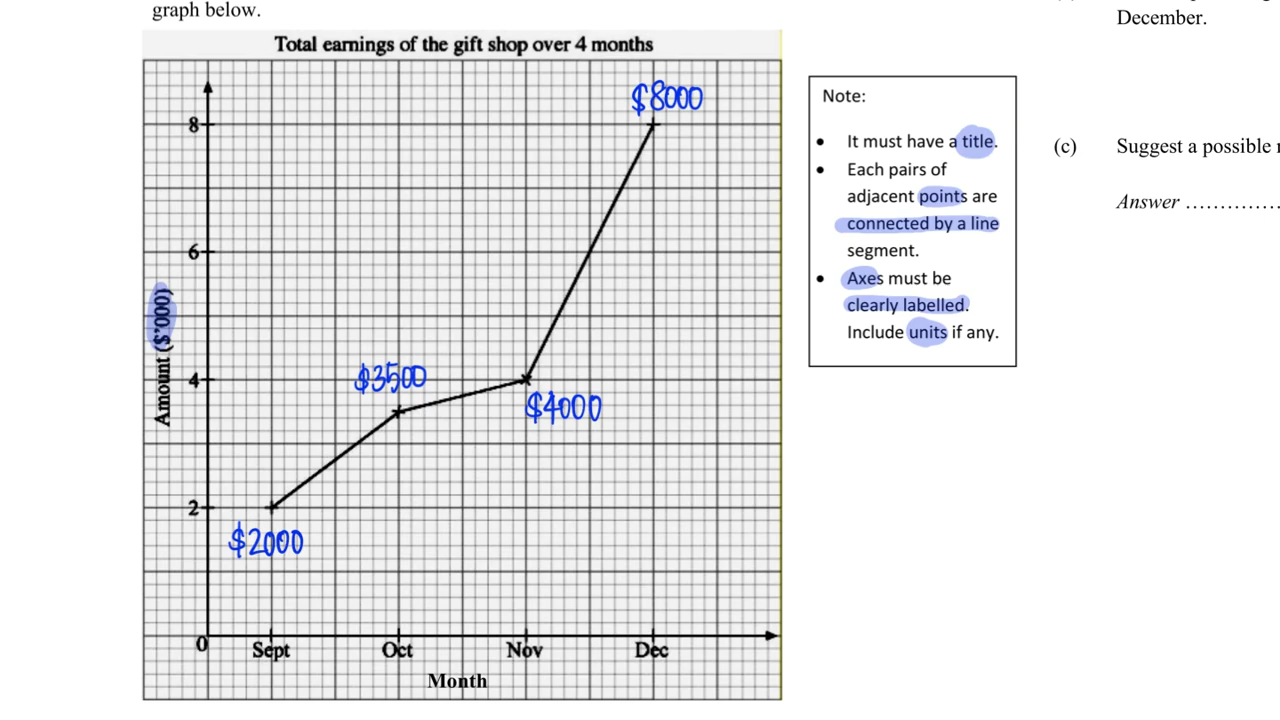 graph below.
Total earnings of the gift shop over 4 months
$8000
8
6
Amount ($'000)
4
$3500
$4000
2
$2000
0
Sept
Oct
Nov
Dec
Month
Note:
• It must have a title.
• Each pairs of
adjacent points are
connected by a line
segment.
• Axes must be
clearly labelled.
Include units if any.
December.
(c) Suggest a possible
Answer ..............